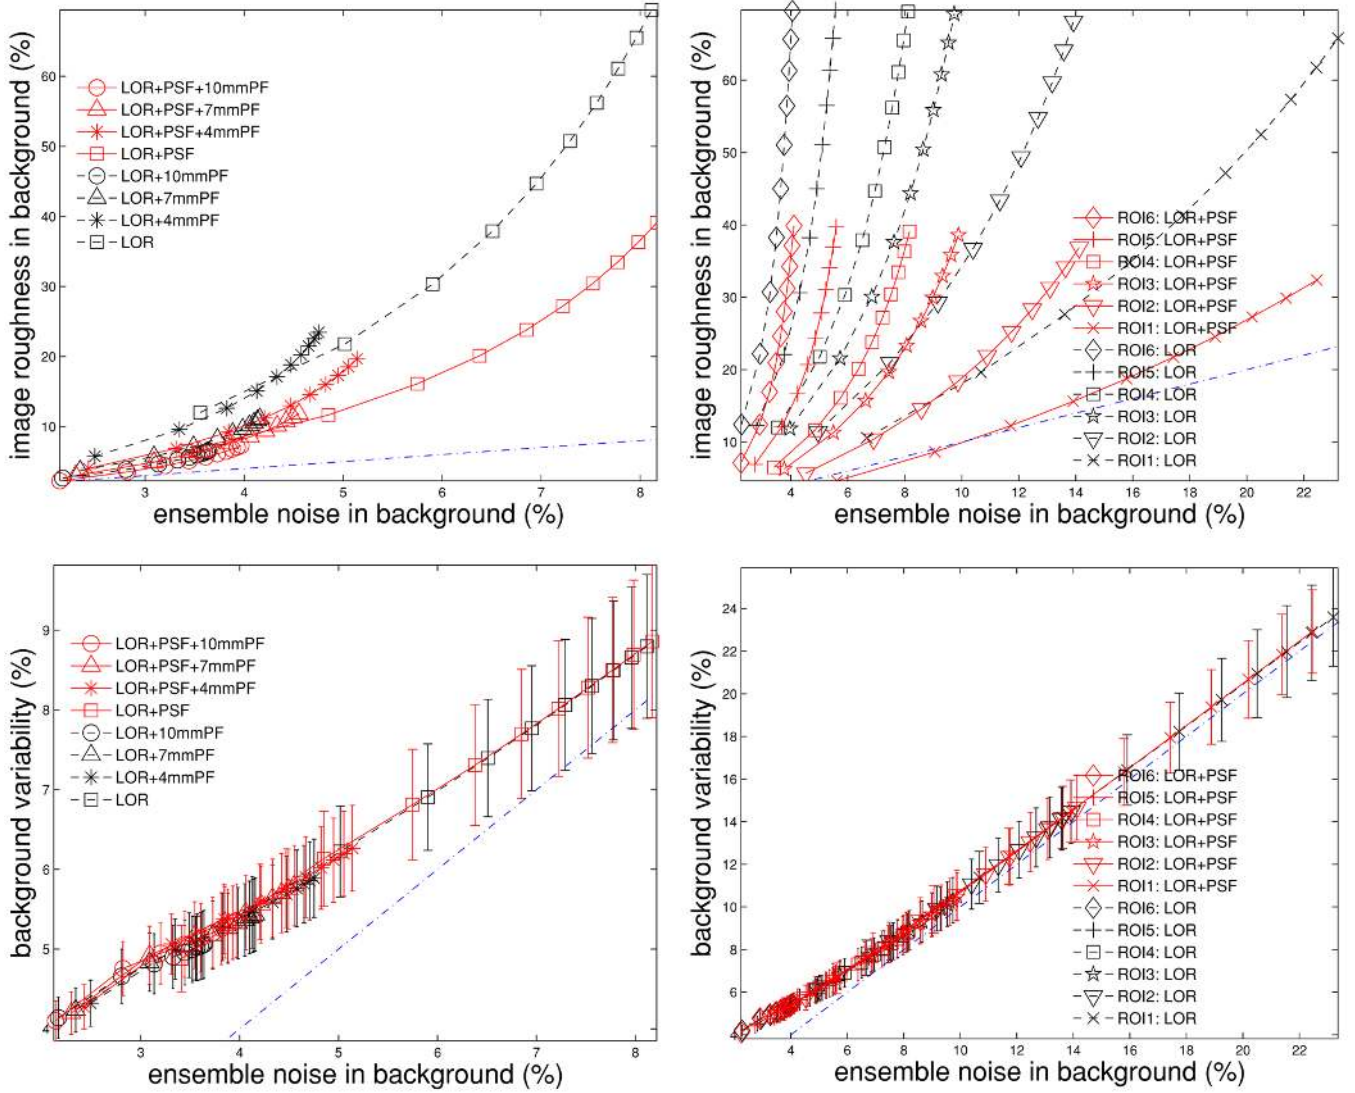 image roughness in background (%)
60
50
40
30
20
10
LOR+PSF+10mmPF
LOR+PSF+7mmPF
LOR+PSF+4mmPF
LOR+PSF
LOR+10mmPF
LOR+7mmPF
LOR+4mmPF
LOR
3 4 5 6 7 8
ensemble noise in background (%)
image roughness in background (%)
60
50
40
30
20
10
ROI6: LOR+PSF
ROI5: LOR+PSF
ROI4: LOR+PSF
ROI3: LOR+PSF
ROI2: LOR+PSF
ROI1: LOR+PSF
ROI6: LOR
ROI5: LOR
ROI4: LOR
ROI3: LOR
ROI2: LOR
ROI1: LOR
4 6 8 10 12 14 16 18 20 22
ensemble noise in background (%)
background variability (%)
9
8
7
6
5
4
LOR+PSF+10mmPF
LOR+PSF+7mmPF
LOR+PSF+4mmPF
LOR+PSF
LOR+10mmPF
LOR+7mmPF
LOR+4mmPF
LOR
3 4 5 6 7 8
ensemble noise in background (%)
background variability (%)
24
22
20
18
16
14
12
10
8
6
4
ROI6: LOR+PSF
ROI5: LOR+PSF
ROI4: LOR+PSF
ROI3: LOR+PSF
ROI2: LOR+PSF
ROI1: LOR+PSF
ROI6: LOR
ROI5: LOR
ROI4: LOR
ROI3: LOR
ROI2: LOR
ROI1: LOR
4 6 8 10 12 14 16 18 20 22
ensemble noise in background (%)